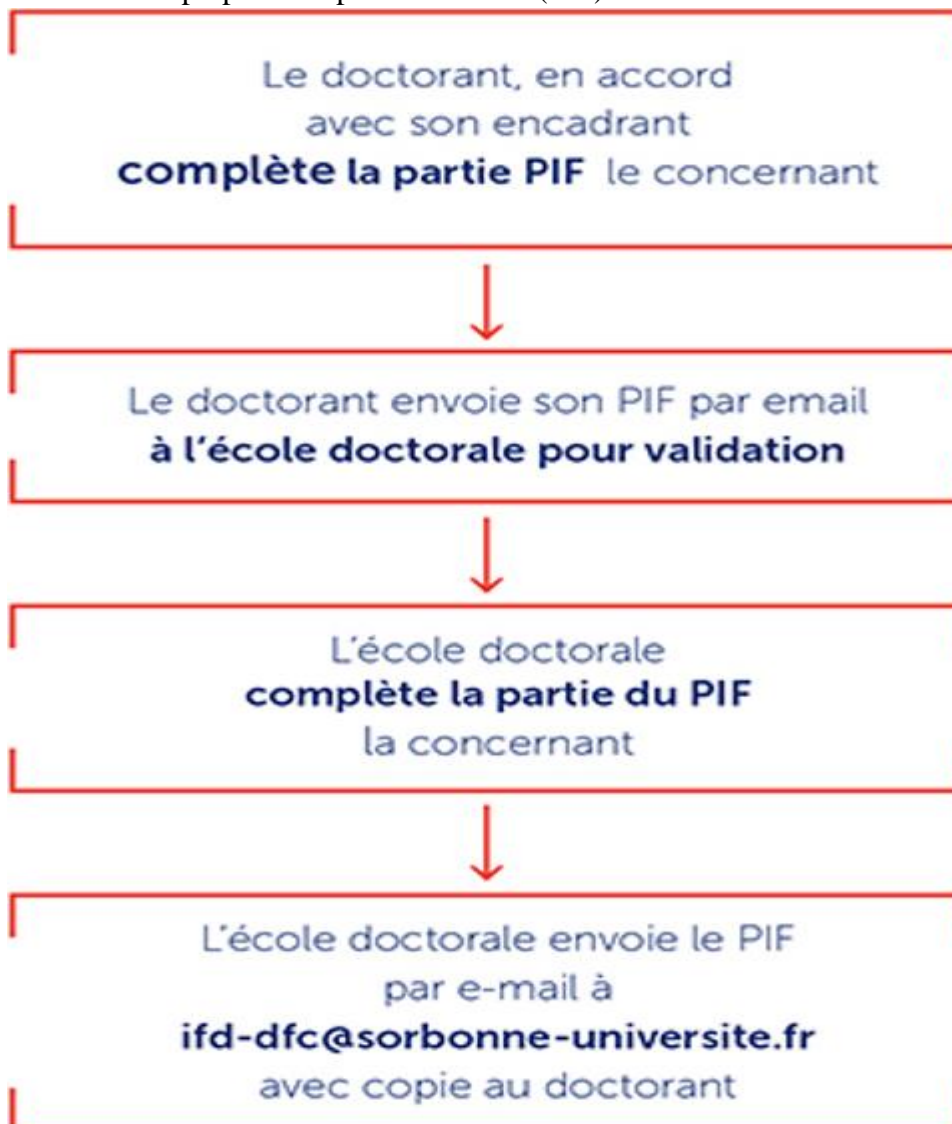 Le doctorant, en accord
avec son encadrant
complète la partie PIF le concernant
Le doctorant envoie son PIF par email
à l'école doctorale pour validation
L'école doctorale
complète la partie du PIF
la concernant
L'école doctorale envoie le PIF
par e-mail à
ifd-dfc@sorbonne-universite.fr
avec copie au doctorant